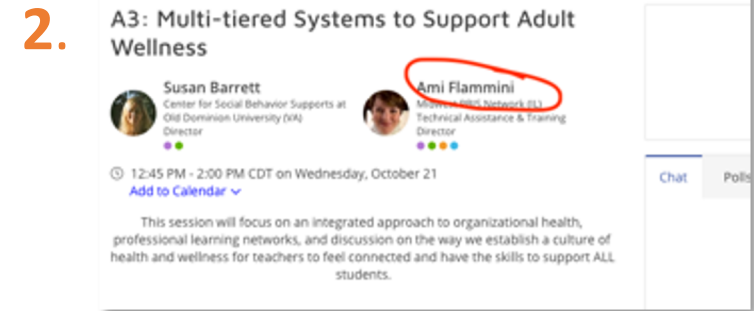 2.
A3: Multi-tiered Systems to Support Adult
Wellness
Susan Barrett
Center for Social Behavior Supports at
Old Dominion University (VA)
Director
Ami Flammini
Midwest PBIS Network (IL)
Technical Assistance & Training
Director
12:45 PM - 2:00 PM CDT on Wednesday, October 21
Add to Calendar
This session will focus on an integrated approach to organizational health,
professional learning networks, and discussion on the way we establish a culture of
health and wellness for teachers to feel connected and have the skills to support ALL
students.
Chat
Polls